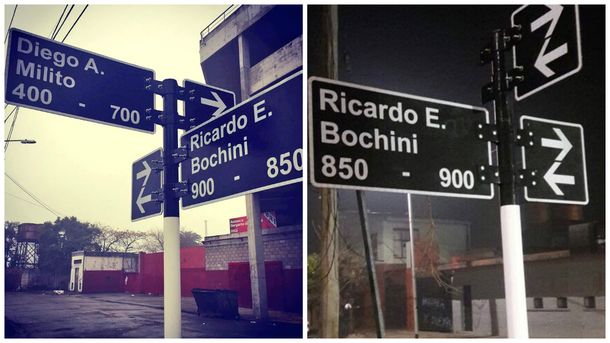 Diego A.
Milito
400 - 700
Ricardo E.
Bochini
900 - 850
Ricardo E.
Bochini
850 - 900